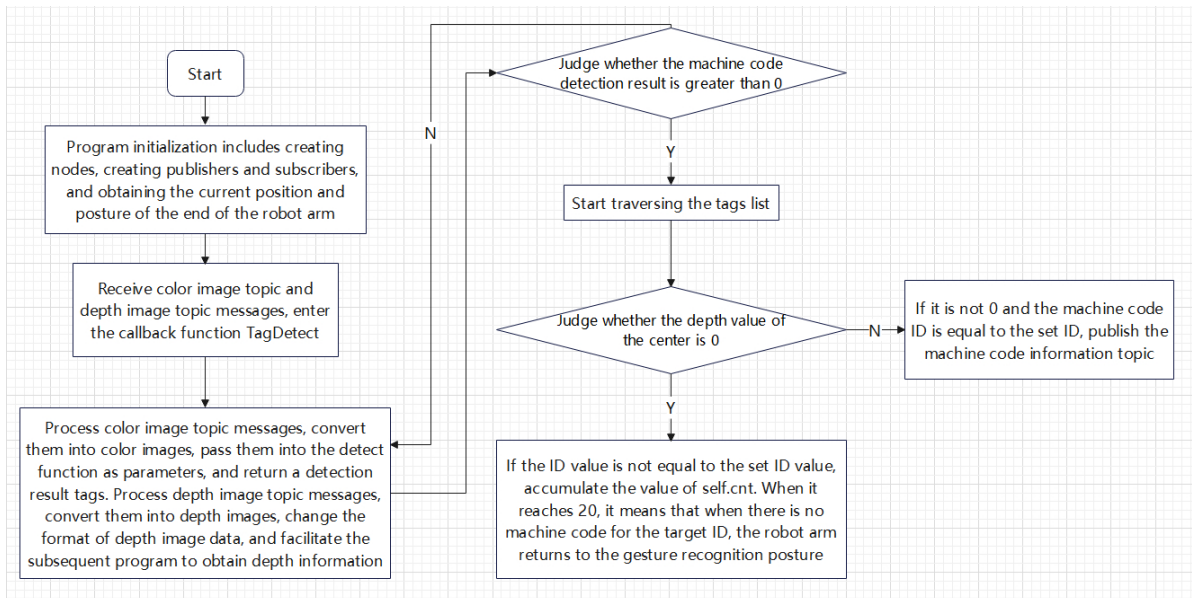 Start
Program initialization includes creating
nodes, creating publishers and subscribers,
and obtaining the current position and
posture of the end of the robot arm
Receive color image topic and
depth image topic messages, enter
the callback function TagDetect
Process color image topic messages, convert
them into color images, pass them into the detect
function as parameters, and return a detection
result tags. Process depth image topic messages,
convert them into depth images, change the
format of depth image data, and facilitate the
subsequent program to obtain depth information
Judge whether the machine code
detection result is greater than 0
N
Y
Start traversing the tags list
Judge whether the depth value of
the center is 0
N
If it is not 0 and the machine code
ID is equal to the set ID, publish the
machine code information topic
Y
If the ID value is not equal to the set ID value,
accumulate the value of self.cnt. When it
reaches 20, it means that when there is no
machine code for the target ID, the robot arm
returns to the gesture recognition posture